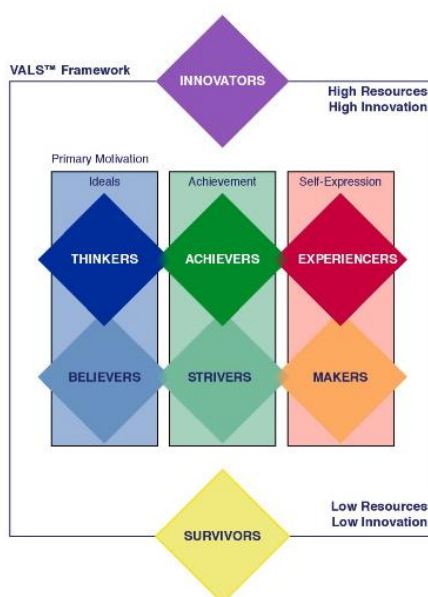 VALS™ Framework
INNOVATORS
High Resources
High Innovation
Primary Motivation
Ideals
Achievement
Self-Expression
THINKERS
ACHIEVERS
EXPERIENCERS
BELIEVERS
STRIVERS
MAKERS
Low Resources
Low Innovation
SURVIVORS